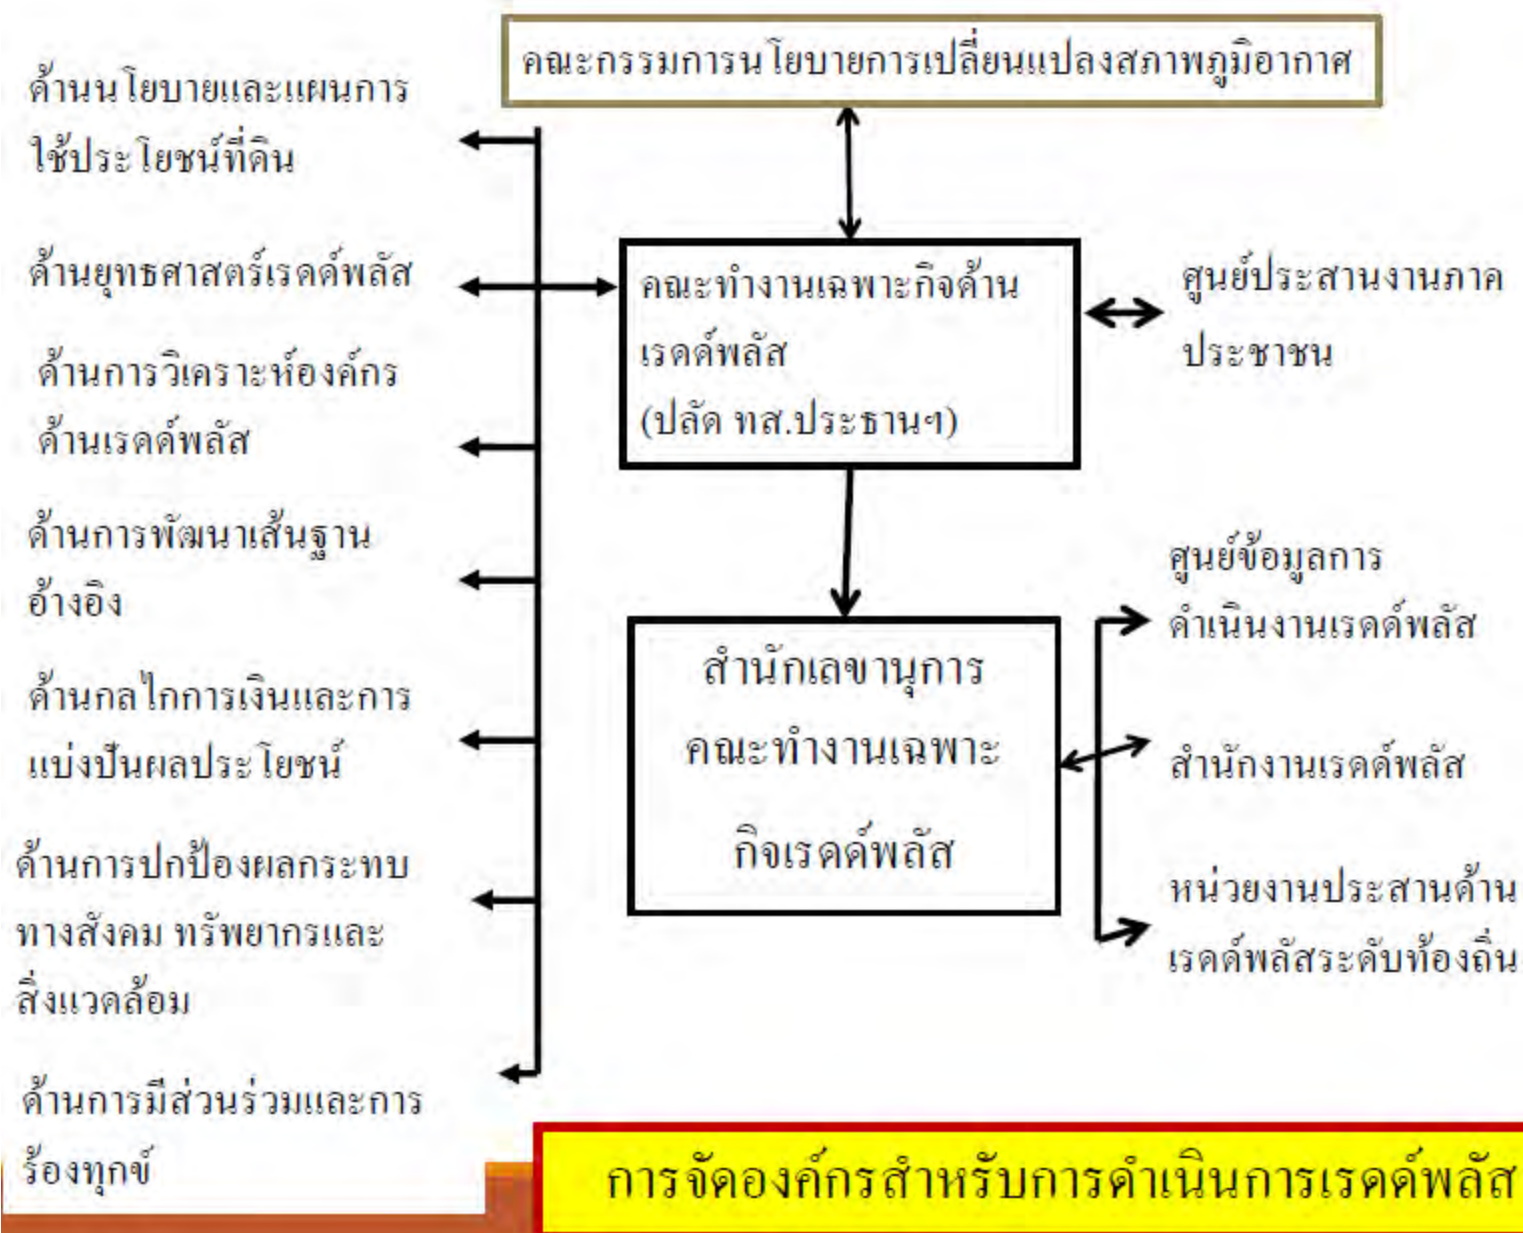 คณะกรรมการนโยบายการเปลี่ยนแปลงสภาพภูมิอากาศ
ด้านนโยบายและแผนการ
ใช้ประโยชน์ที่ดิน
ด้านยุทธศาสตร์เรดด์พลัส
ด้านการวิเคราะห์องค์กร
ด้านเรดด์พลัส
ด้านการพัฒนาเส้นฐาน
อ้างอิง
ด้านกลไกการเงินและการ
แบ่งปันผลประโยชน์
ด้านการปกป้องผลกระทบ
ทางสังคม ทรัพยากรและ
สิ่งแวดล้อม
ด้านการมีส่วนร่วมและการ
ร้องทุกข์
คณะทำงานเฉพาะกิจด้าน
เรดด์พลัส
(ปลัด ทส.ประธานฯ)
ศูนย์ประสานงานภาค
ประชาชน
สำนักเลขานุการ
คณะทำงานเฉพาะ
กิจเรดด์พลัส
ศูนย์ข้อมูลการ
ดำเนินงานเรดด์พลัส
สำนักงานเรดด์พลัส
หน่วยงานประสานด้าน
เรดด์พลัสระดับท้องถิ่น
การจัดองค์กรสำหรับการดำเนินการเรดด์พลัส